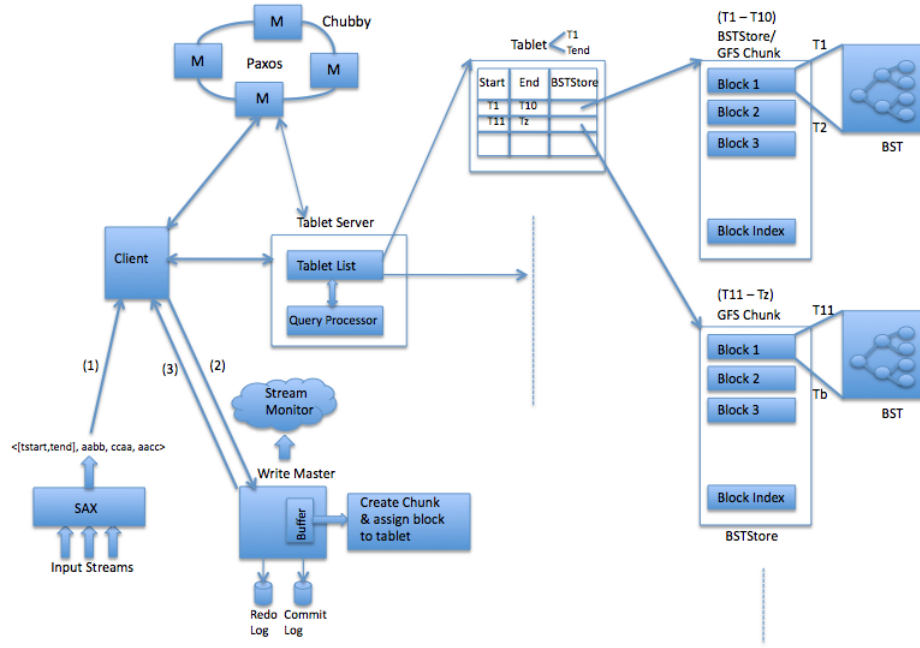 M
Chubby
M
Paxos
M
M
Tablet
T1
Tend
Start
End
BSTStore
T1
T10
T11
Tz
(T1 – T10)
BSTStore/
GFS Chunk
Block 1
Block 2
Block 3
Block Index
T1
T2
BST
Tablet Server
Tablet List
Query Processor
Client
(T11 – Tz)
GFS Chunk
Block 1
Block 2
Block 3
Block Index
BSTStore
T11
Tb
BST
(1)
(3)
(2)
Stream
Monitor
<[tstart,tend], aabb, ccaa, aacc>
SAX
Input Streams
Write Master
Buffer
Create Chunk
& assign block
to tablet
Redo
Log
Commit
Log